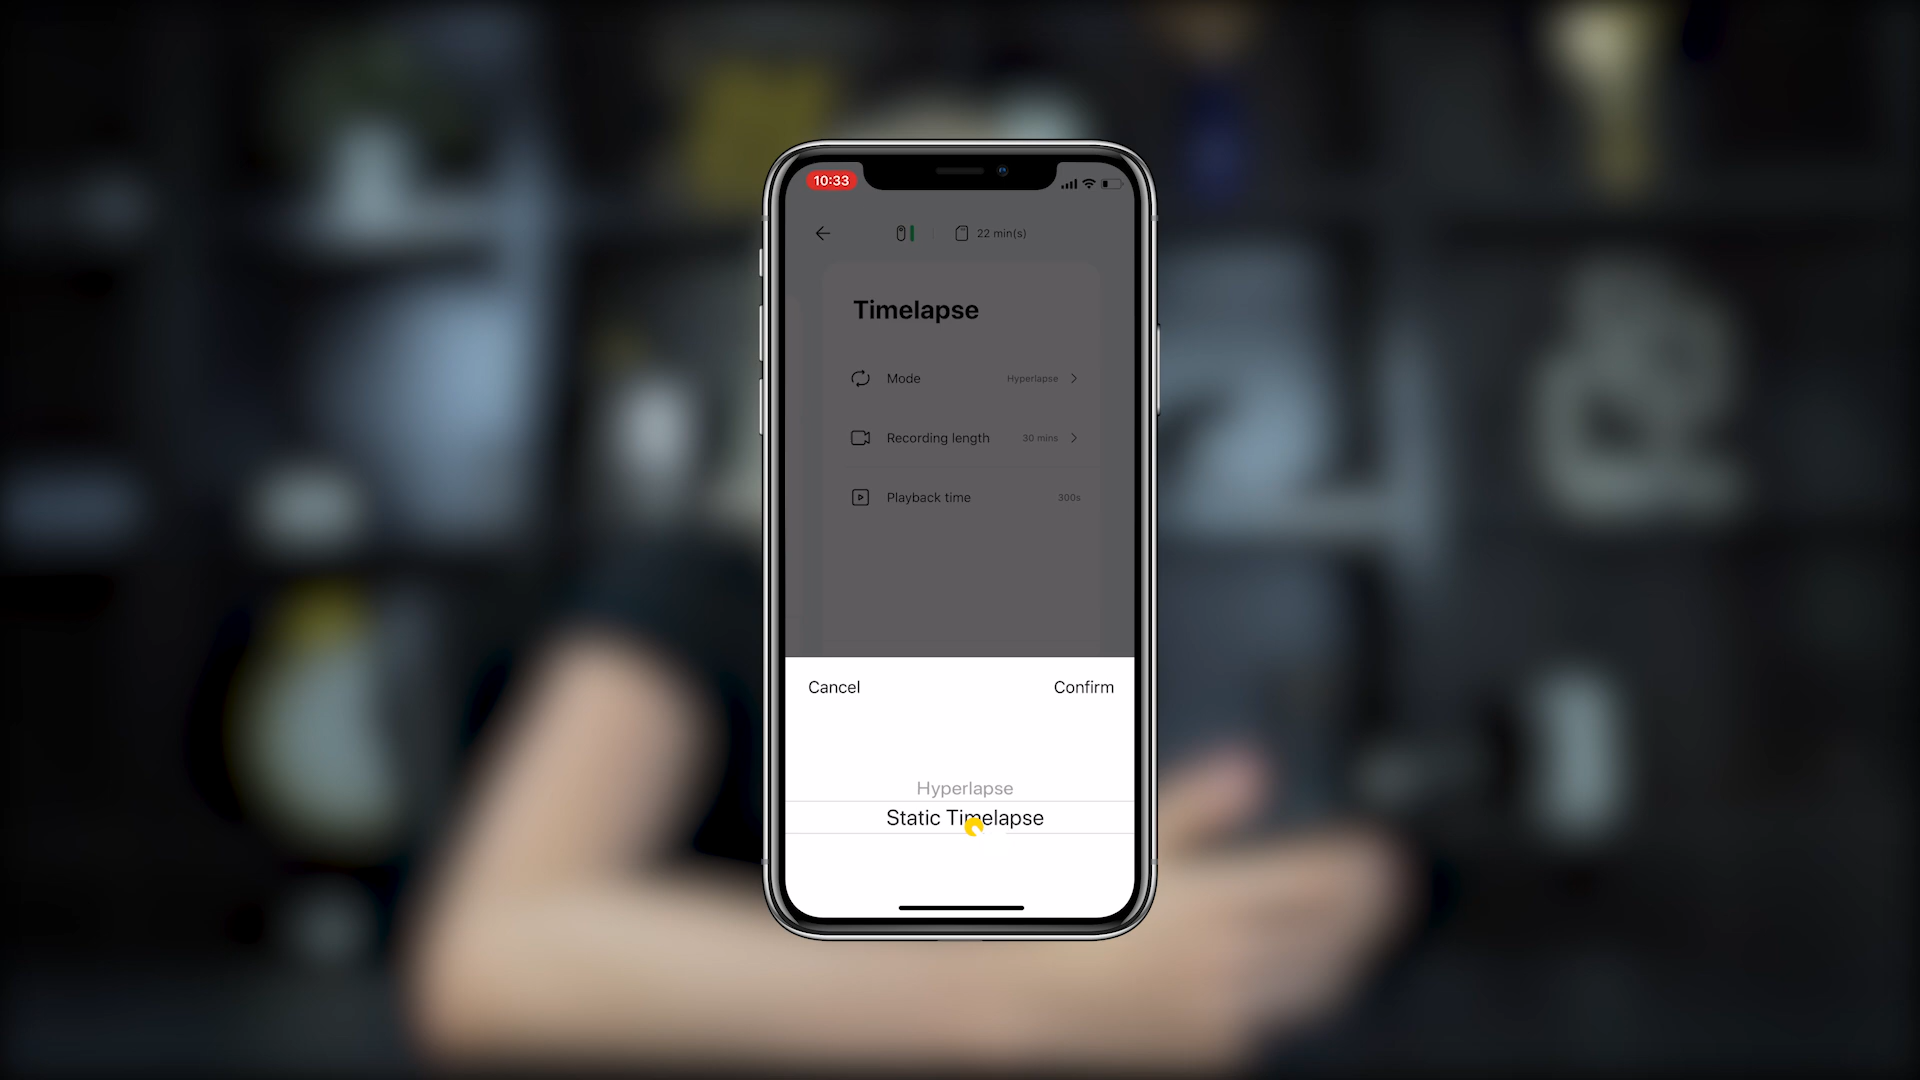 10:33
22 min(s)
Timelapse
Mode Hyperlapse
Recording length 30 mins
Playback time 300s
Cancel Confirm
Hyperlapse
Static Timelapse